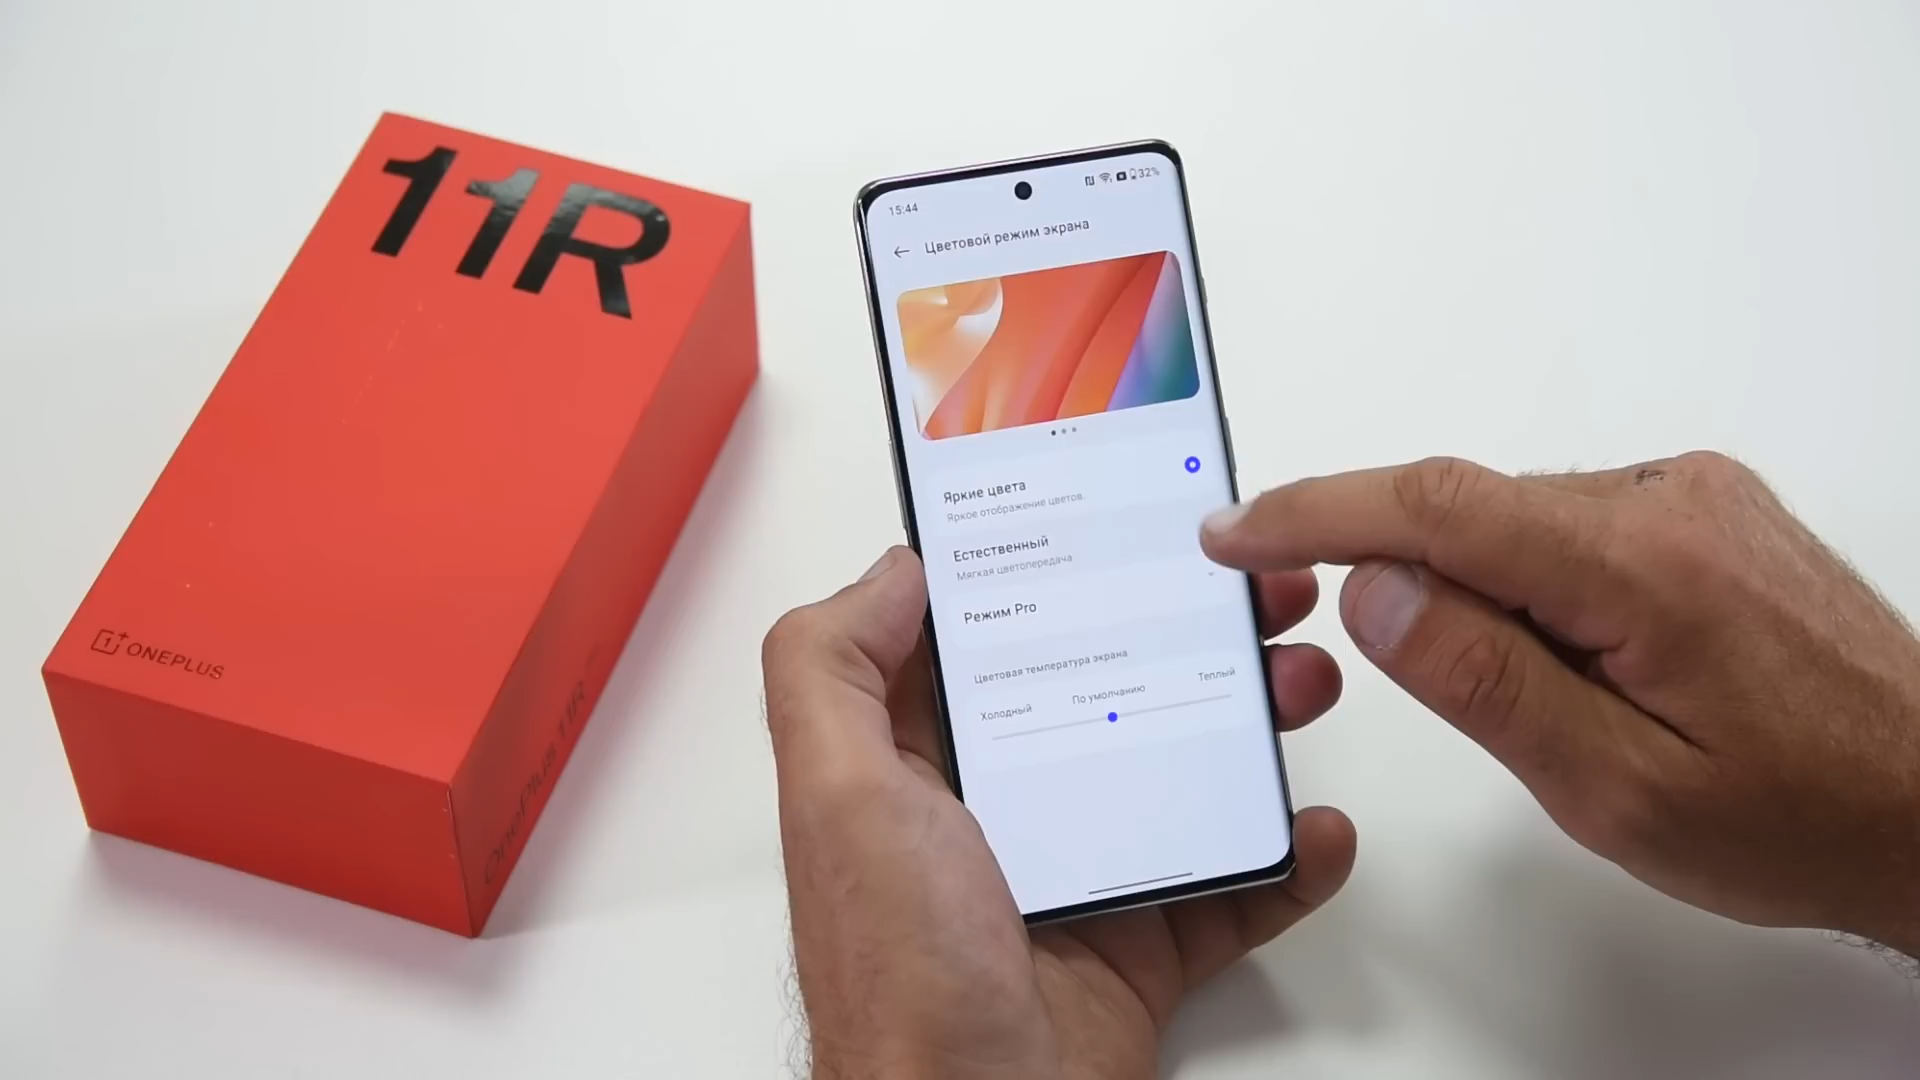 11R
ONEPLUS
OnePlus 11R
15:44
32%
Цветовой режим экрана
Яркие цвета
Яркое отображение цветов.
Естественный
Мягкая цветопередача
Режим Pro
Цветовая температура экрана
Холодный
По умолчанию
Теплый